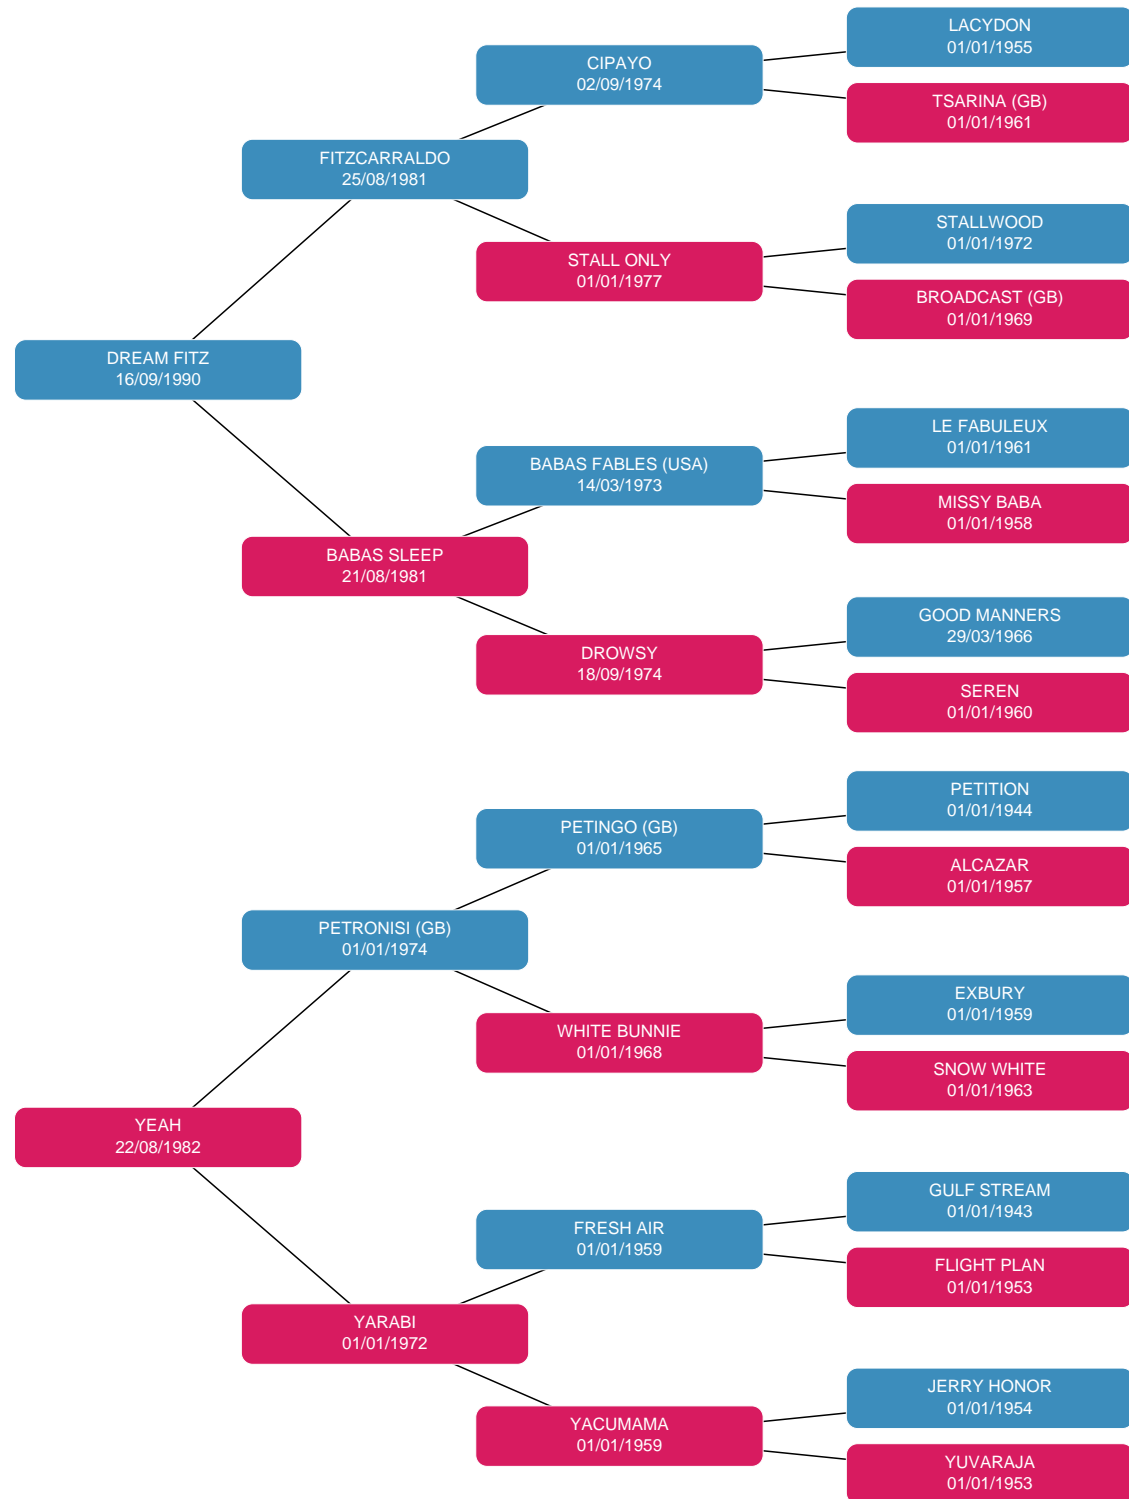 LACYDON
01/01/1955
CIPAYO
02/09/1974
TSARINA (GB)
01/01/1961
FITZCARRALDO
25/08/1981
STALLWOOD
01/01/1972
STALL ONLY
01/01/1977
BROADCAST (GB)
01/01/1969
DREAM FITZ
16/09/1990
LE FABULEUX
01/01/1961
BABAS FABLES (USA)
14/03/1973
MISSY BABA
01/01/1958
BABAS SLEEP
21/08/1981
GOOD MANNERS
29/03/1966
DROWSY
18/09/1974
SEREN
01/01/1960
PETITION
01/01/1944
PETINGO (GB)
01/01/1965
ALCAZAR
01/01/1957
PETRONISI (GB)
01/01/1974
EXBURY
01/01/1959
WHITE BUNNIE
01/01/1968
SNOW WHITE
01/01/1963
YEAH
22/08/1982
GULF STREAM
01/01/1943
FRESH AIR
01/01/1959
FLIGHT PLAN
01/01/1953
YARABI
01/01/1972
JERRY HONOR
01/01/1954
YACUMAMA
01/01/1959
YUVARAJA
01/01/1953